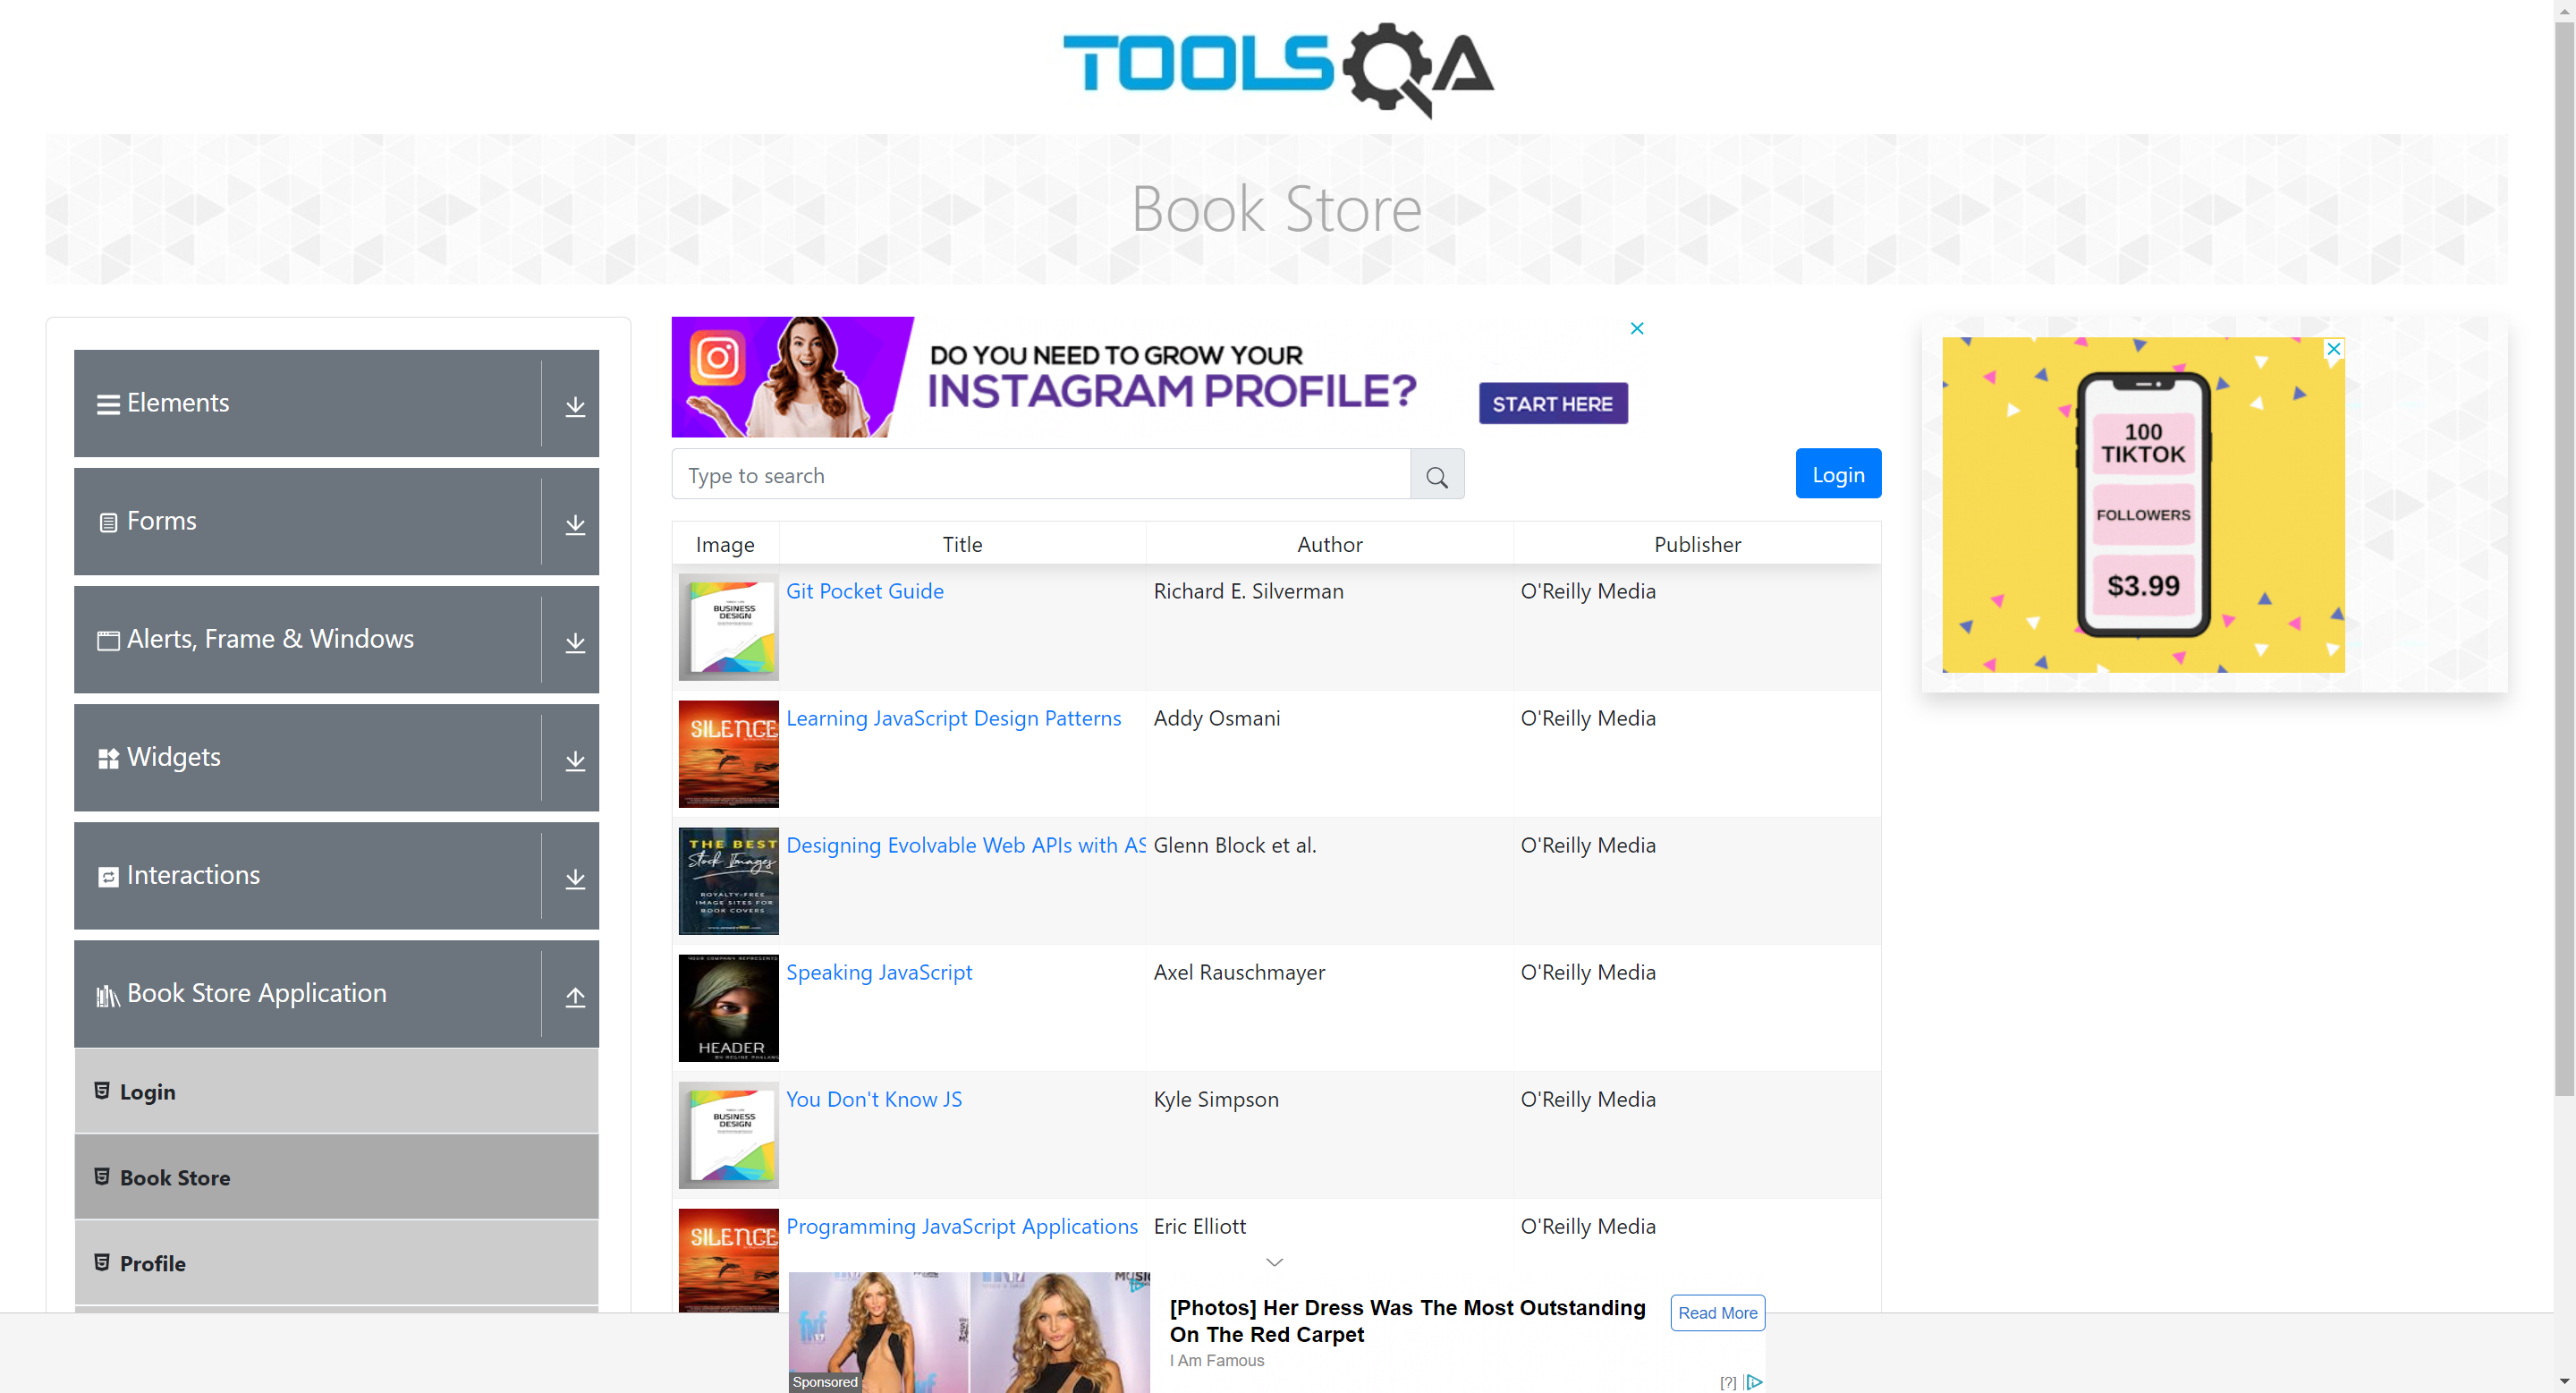 TOOLSQA
Book Store
Elements
Forms
Alerts, Frame & Windows
Widgets
Interactions
Book Store Application
Login
Book Store
Profile
DO YOU NEED TO GROW YOUR
INSTAGRAM PROFILE?
START HERE
Type to search
Login
Image Title Author Publisher
BUSINESS
DESIGN
Git Pocket Guide Richard E. Silverman O'Reilly Media
SILENCE
Learning JavaScript Design Patterns Addy Osmani O'Reilly Media
THE BEST
Stock Images
ROYALTY-FREE
IMAGE SITES FOR
BOOK COVERS
Designing Evolvable Web APIs with AS Glenn Block et al. O'Reilly Media
YOUR COMPANY REPRESENTS
HEADER
Speaking JavaScript Axel Rauschmayer O'Reilly Media
BUSINESS
DESIGN
You Don't Know JS Kyle Simpson O'Reilly Media
SILENCE
Programming JavaScript Applications Eric Elliott O'Reilly Media
100
TIKTOK
FOLLOWERS
$3.99
[Photos] Her Dress Was The Most Outstanding
On The Red Carpet
I Am Famous
Read More
Sponsored
[?]